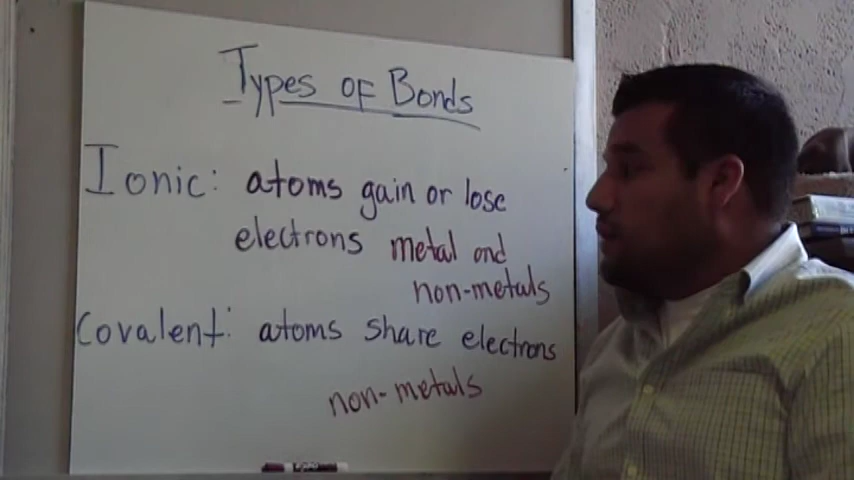 Types of Bonds
Ionic: atoms gain or lose
electrons metal and
non-metals
Covalent: atoms share electrons
non-metals